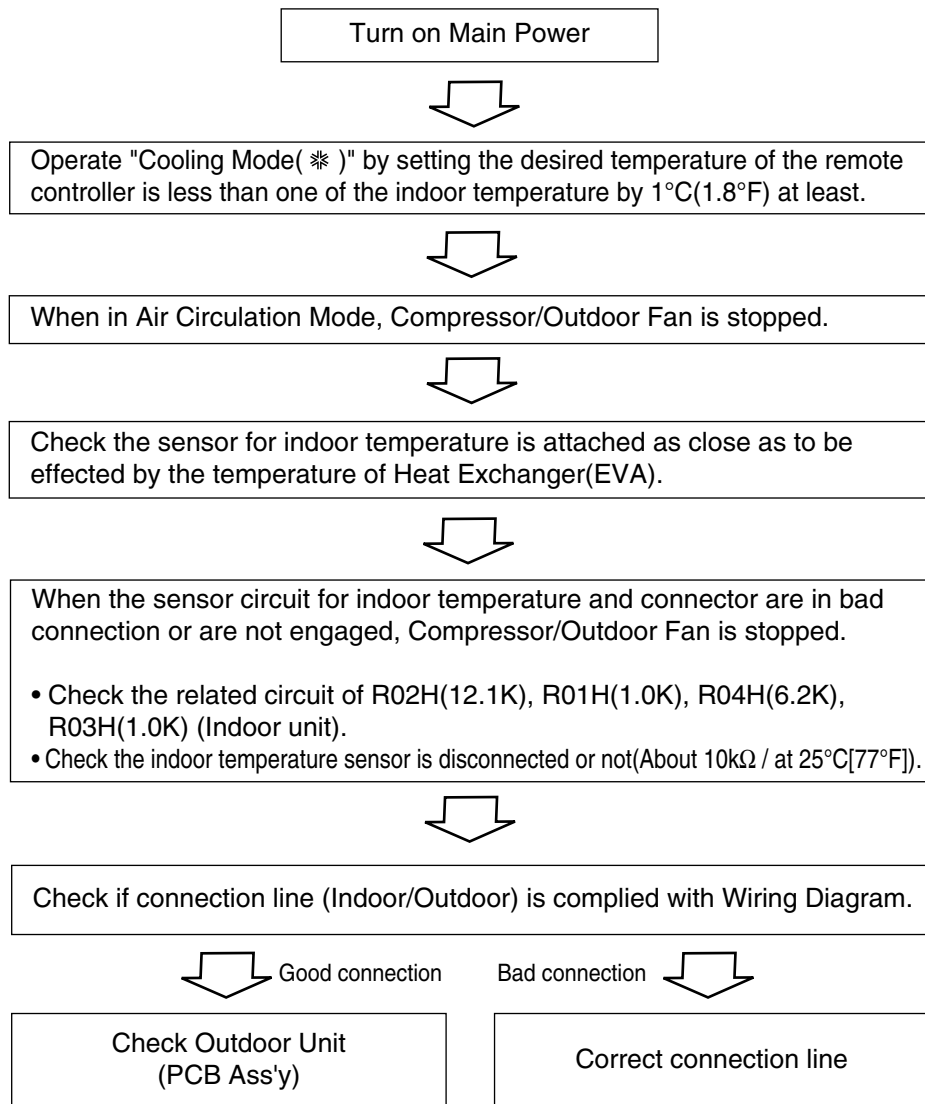 Turn on Main Power
Operate "Cooling Mode( ❋ )" by setting the desired temperature of the remote
controller is less than one of the indoor temperature by 1°C(1.8°F) at least.
When in Air Circulation Mode, Compressor/Outdoor Fan is stopped.
Check the sensor for indoor temperature is attached as close as to be
effected by the temperature of Heat Exchanger(EVA).
When the sensor circuit for indoor temperature and connector are in bad
connection or are not engaged, Compressor/Outdoor Fan is stopped.
• Check the related circuit of R02H(12.1K), R01H(1.0K), R04H(6.2K),
R03H(1.0K) (Indoor unit).
• Check the indoor temperature sensor is disconnected or not(About 10kΩ / at 25°C[77°F]).
Check if connection line (Indoor/Outdoor) is complied with Wiring Diagram.
Good connection
Bad connection
Check Outdoor Unit
(PCB Ass'y)
Correct connection line